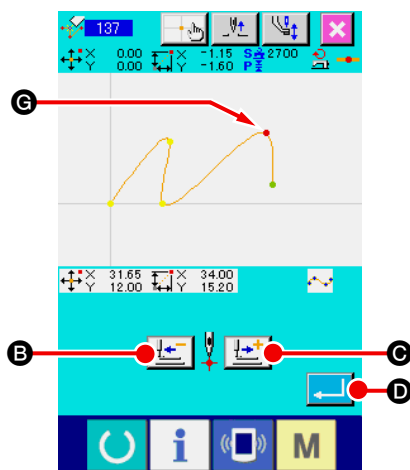 137
X 0.00 X -1.15 S 2700
Y 0.00 Y -1.60 P
G
X 31.65 X 34.00
Y 12.00 Y 15.20
B
C
D
i M